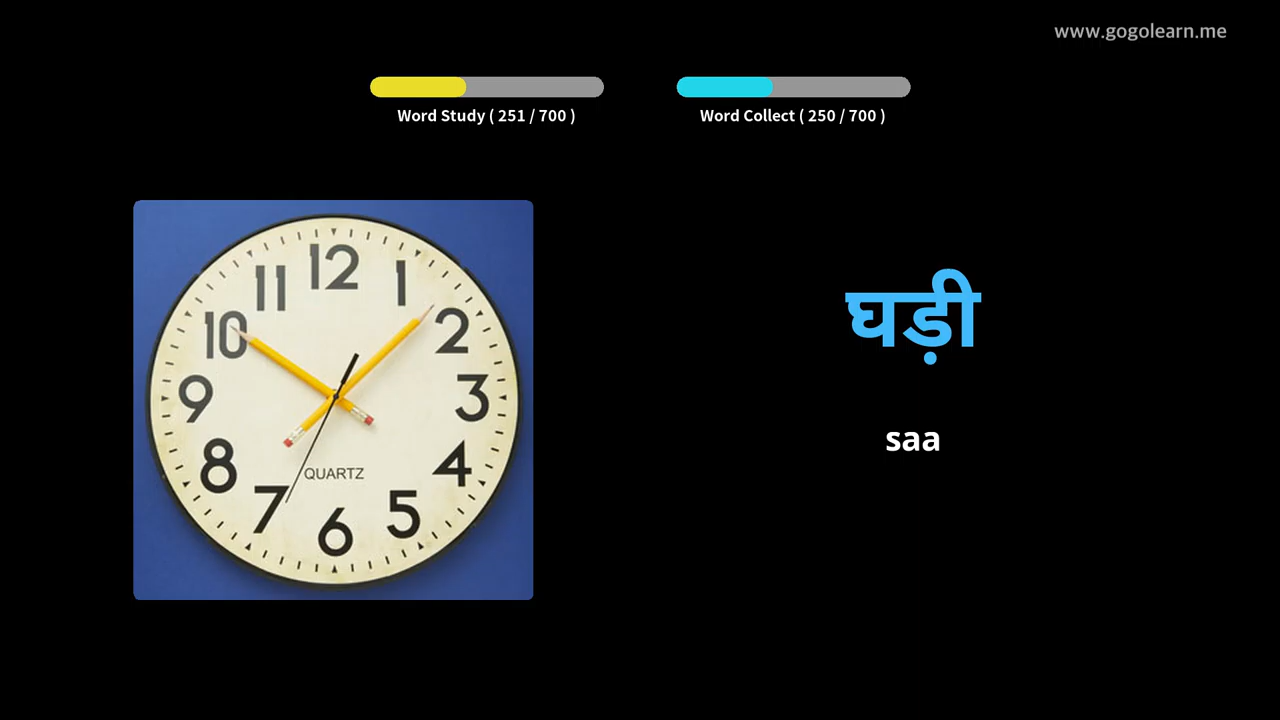 www.gogolearn.me
Word Study ( 251 / 700 )
Word Collect ( 250 / 700 )
12
11
1
10
2
9
3
8
4
QUARTZ
7
5
6
घड़ी
saa